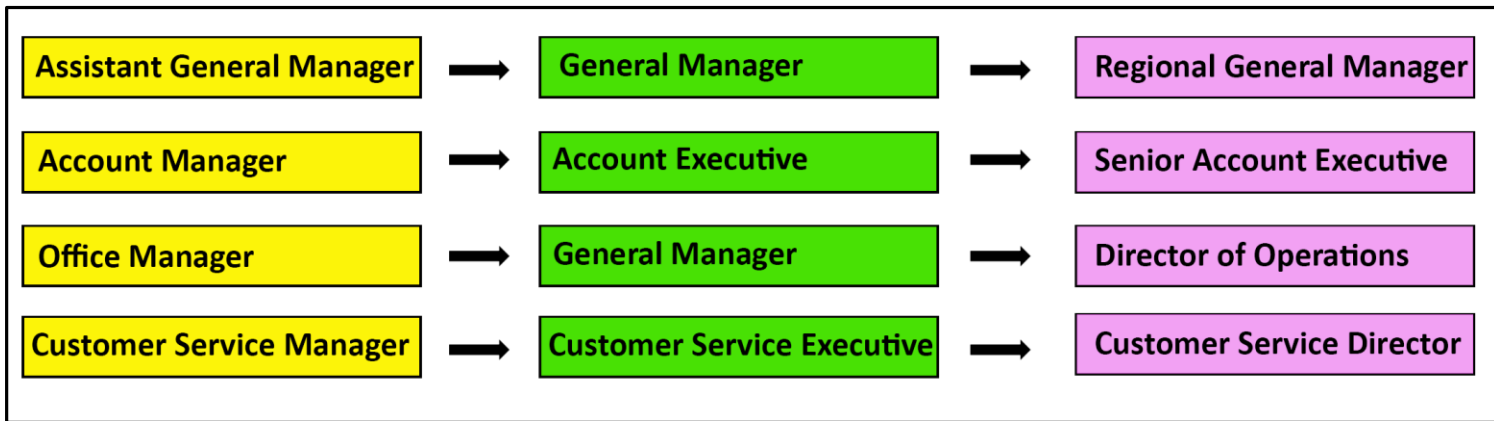 Assistant General Manager
General Manager
Regional General Manager
Account Manager
Account Executive
Senior Account Executive
Office Manager
General Manager
Director of Operations
Customer Service Manager
Customer Service Executive
Customer Service Director